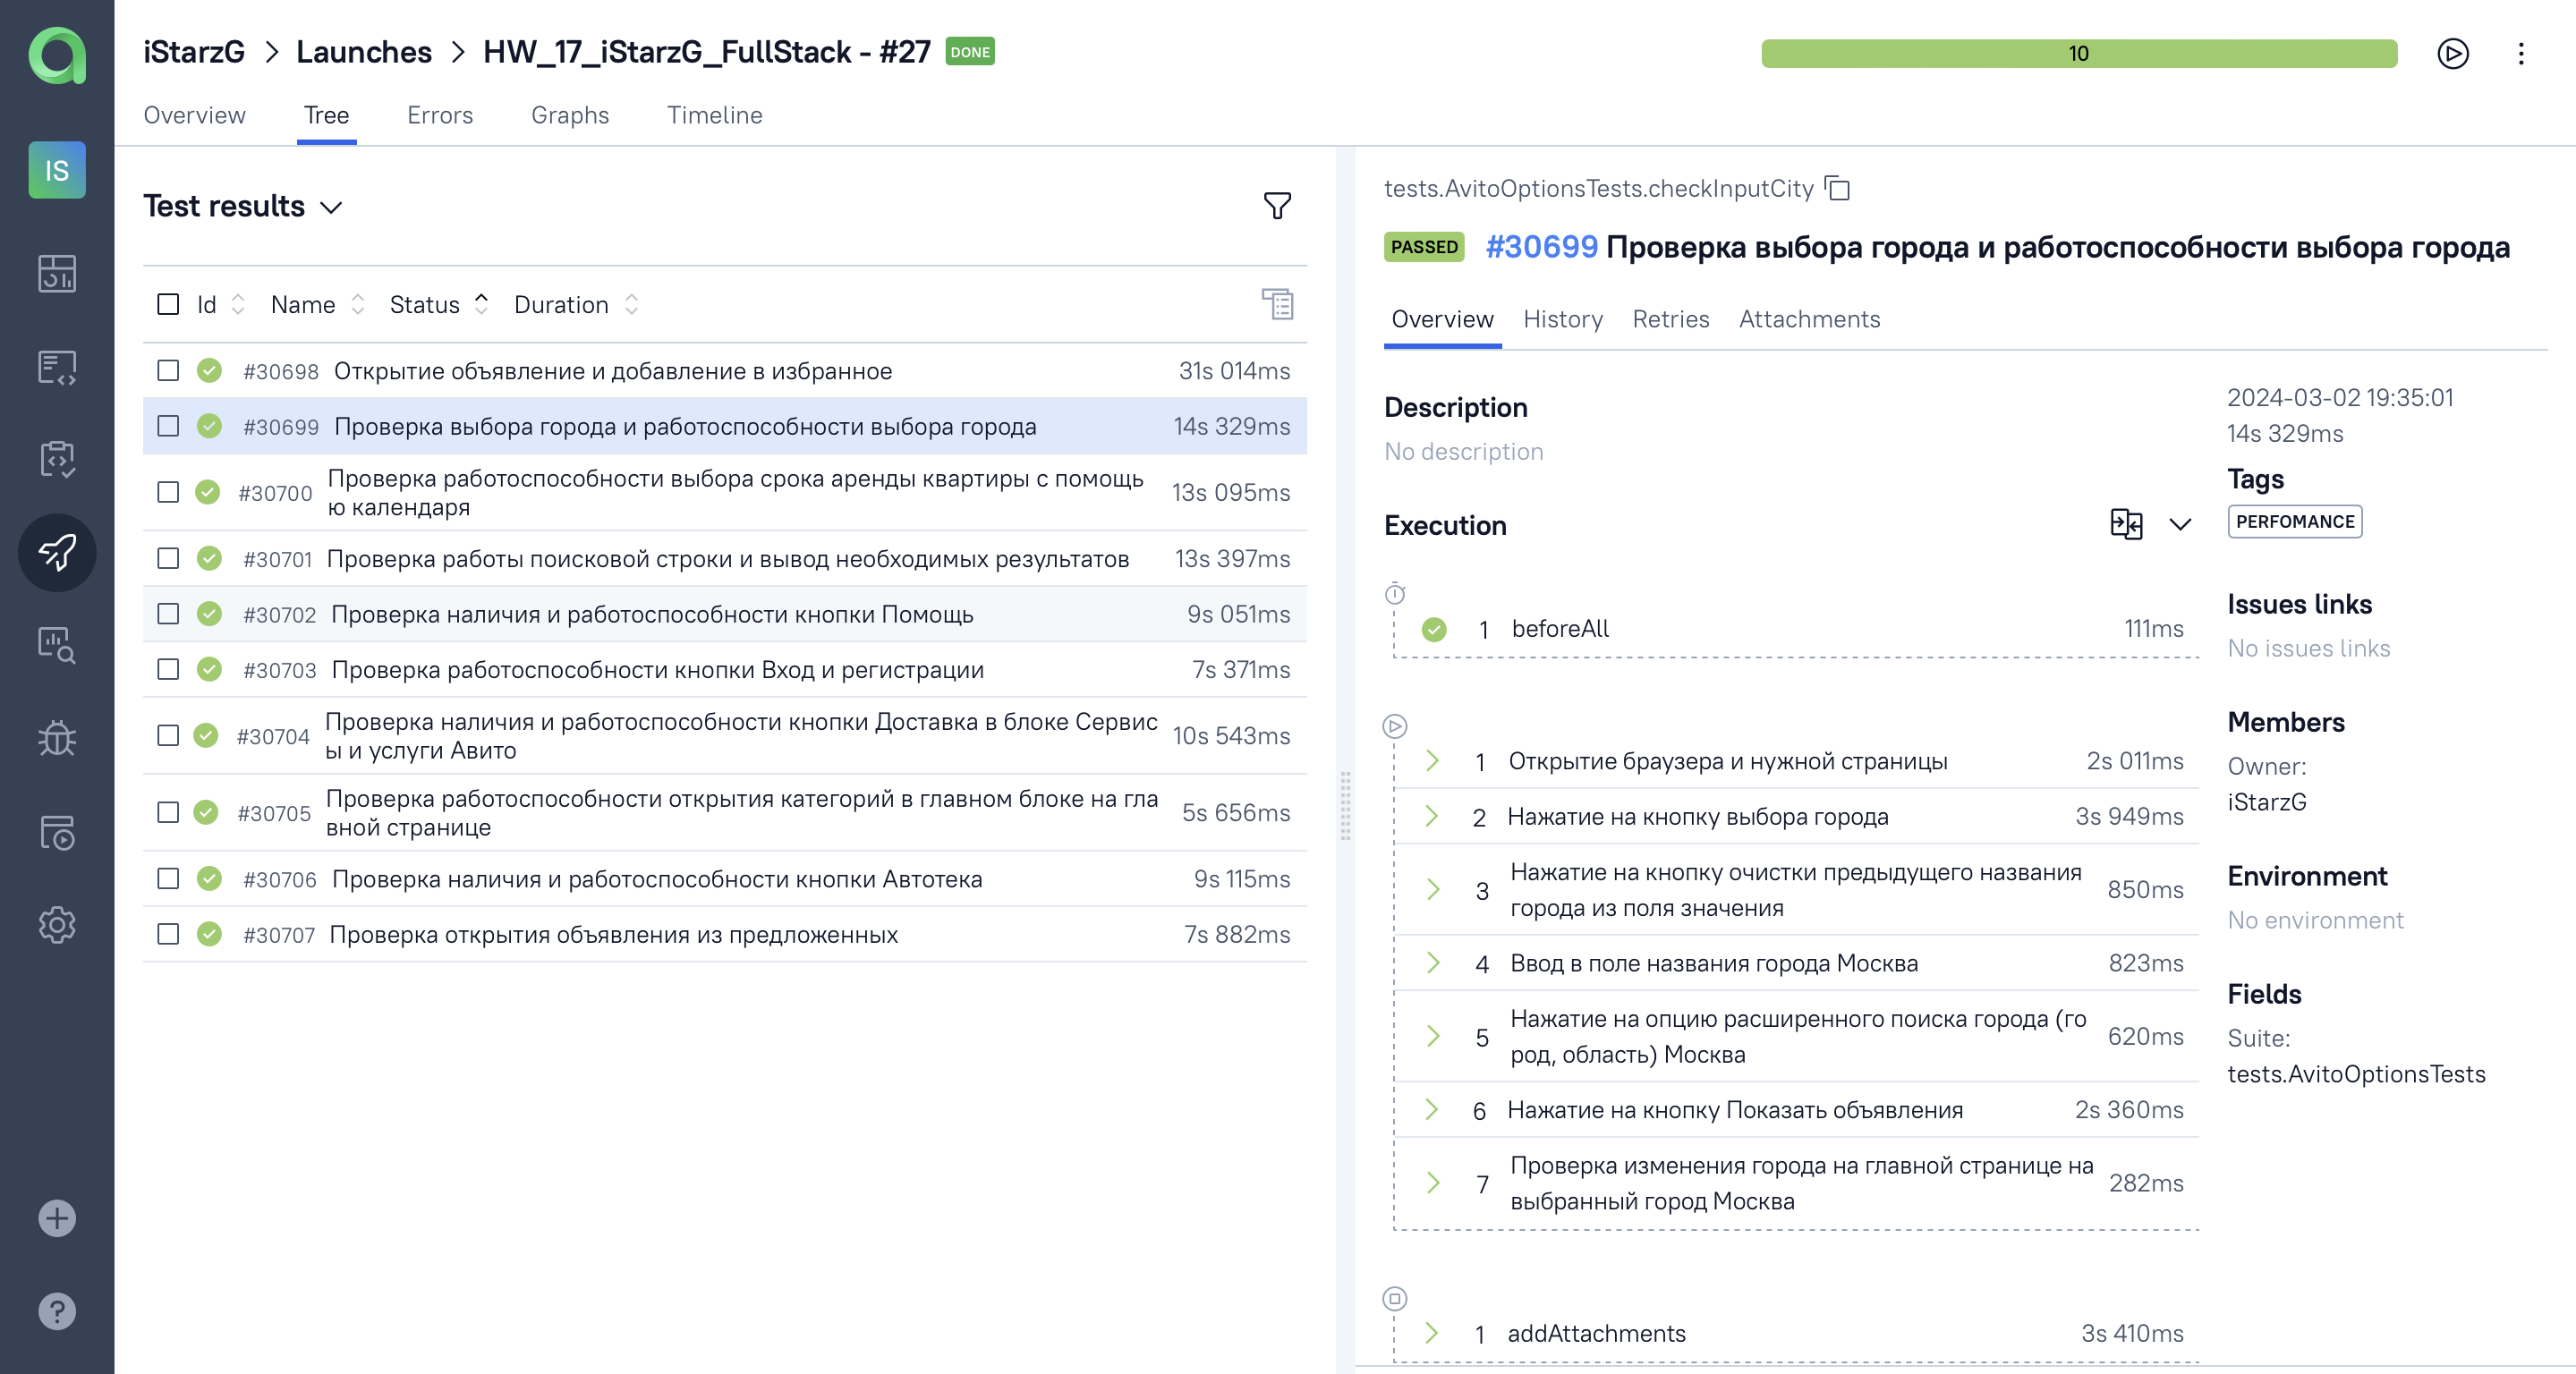 iStarzG > Launches > HW_17_iStarzG_FullStack - #27 DONE
10
Overview Tree Errors Graphs Timeline
IS
Test results
Id Name Status Duration
#30698 Открытие объявление и добавление в избранное 31s 014ms
#30699 Проверка выбора города и работоспособности выбора города 14s 329ms
#30700 Проверка работоспособности выбора срока аренды квартиры с помощь
ю календаря 13s 095ms
#30701 Проверка работы поисковой строки и вывод необходимых результатов 13s 397ms
#30702 Проверка наличия и работоспособности кнопки Помощь 9s 051ms
#30703 Проверка работоспособности кнопки Вход и регистрации 7s 371ms
#30704 Проверка наличия и работоспособности кнопки Доставка в блоке Сервис
ы и услуги Авито 10s 543ms
#30705 Проверка работоспособности открытия категорий в главном блоке на гла
вной странице 5s 656ms
#30706 Проверка наличия и работоспособности кнопки Автотека 9s 115ms
#30707 Проверка открытия объявления из предложенных 7s 882ms
tests.AvitoOptionsTests.checkInputCity
PASSED #30699 Проверка выбора города и работоспособности выбора города
Overview History Retries Attachments
Description
No description
Execution
1 beforeAll 111ms
1 Открытие браузера и нужной страницы 2s 011ms
2 Нажатие на кнопку выбора города 3s 949ms
3 Нажатие на кнопку очистки предыдущего названия
города из поля значения 850ms
4 Ввод в поле названия города Москва 823ms
5 Нажатие на опцию расширенного поиска города (го
род, область) Москва 620ms
6 Нажатие на кнопку Показать объявления 2s 360ms
7 Проверка изменения города на главной странице на
выбранный город Москва 282ms
1 addAttachments 3s 410ms
2024-03-02 19:35:01
14s 329ms
Tags
PERFOMANCE
Issues links
No issues links
Members
Owner:
iStarzG
Environment
No environment
Fields
Suite:
tests.AvitoOptionsTests